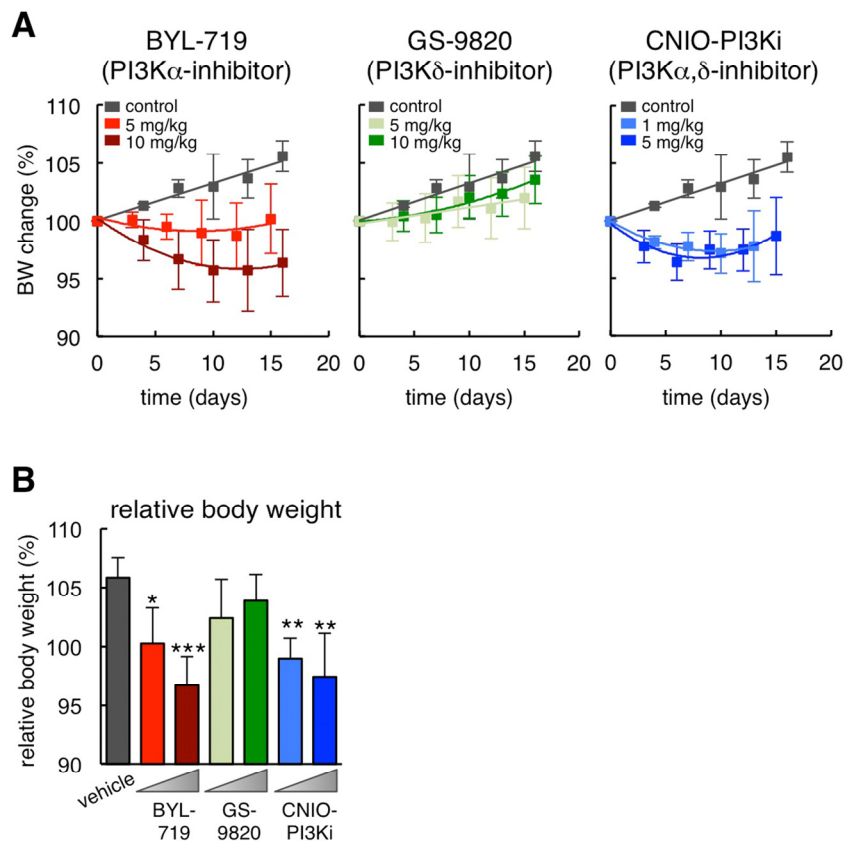 A
BYL-719
(PI3Kα-inhibitor)
GS-9820
(PI3Kδ-inhibitor)
CNIO-PI3Ki
(PI3Kα,δ-inhibitor)
BW change (%)
110
105
100
95
90
control
5 mg/kg
10 mg/kg
0 5 10 15 20
time (days)
control
5 mg/kg
10 mg/kg
0 5 10 15 20
time (days)
control
1 mg/kg
5 mg/kg
0 5 10 15 20
time (days)
B
relative body weight
relative body weight (%)
110
105
100
95
90
* *** ** **
vehicle
BYL-
719
GS-
9820
CNIO-
PI3Ki